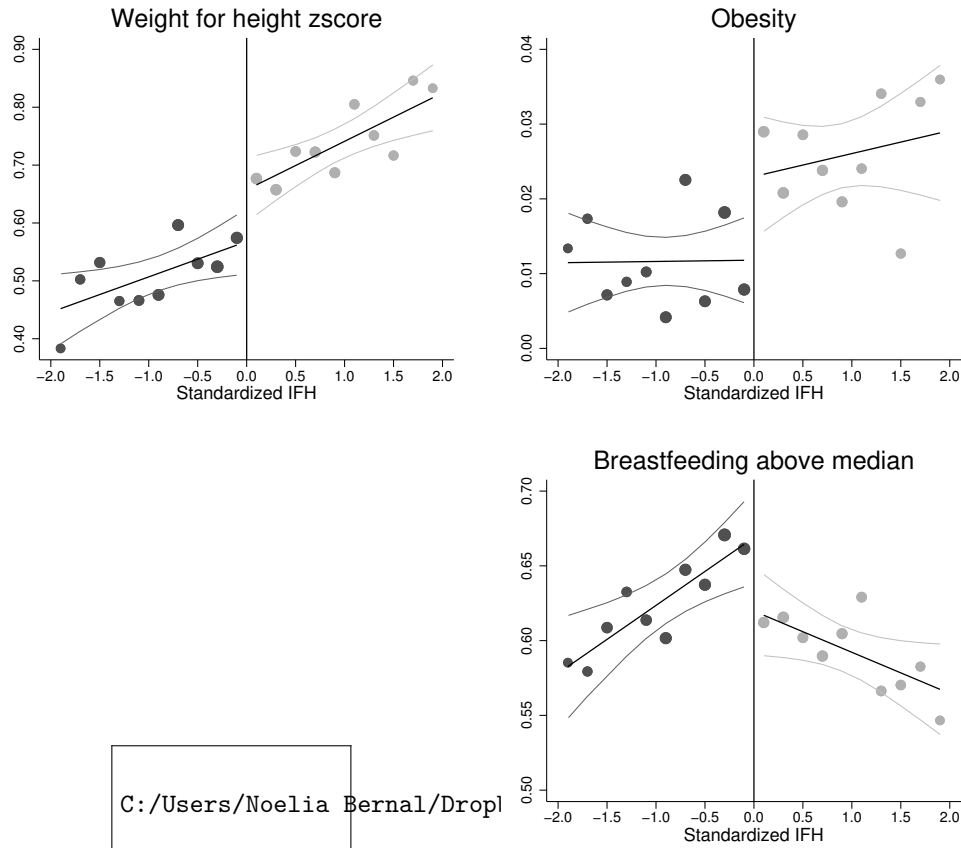 Weight for height zscore
0.90
0.80
0.70
0.60
0.50
0.40
−2.0 −1.5 −1.0 −0.5 0.0 0.5 1.0 1.5 2.0
Standardized IFH
Obesity
0.04
0.03
0.02
0.01
0.00
−2.0 −1.5 −1.0 −0.5 0.0 0.5 1.0 1.5 2.0
Standardized IFH
Breastfeeding above median
0.70
0.65
0.60
0.55
0.50
−2.0 −1.5 −1.0 −0.5 0.0 0.5 1.0 1.5 2.0
Standardized IFH
C:/Users/Noelia Bernal/Drop